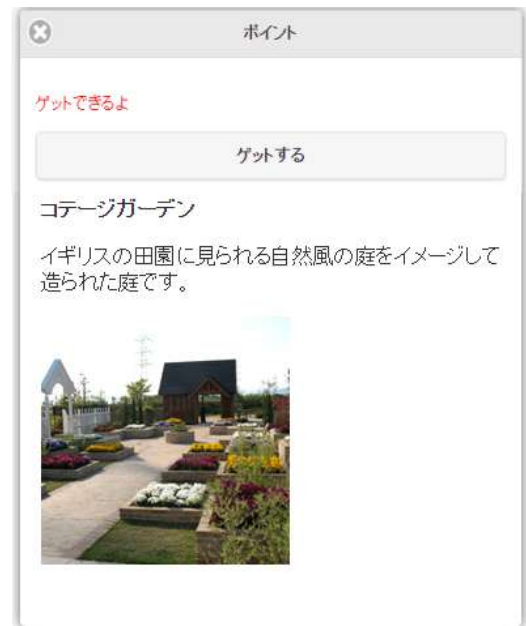 ポイント
ゲットできるよ
ゲットする
コテージガーデン
イギリスの田園に見られる自然風の庭をイメージして
造られた庭です。